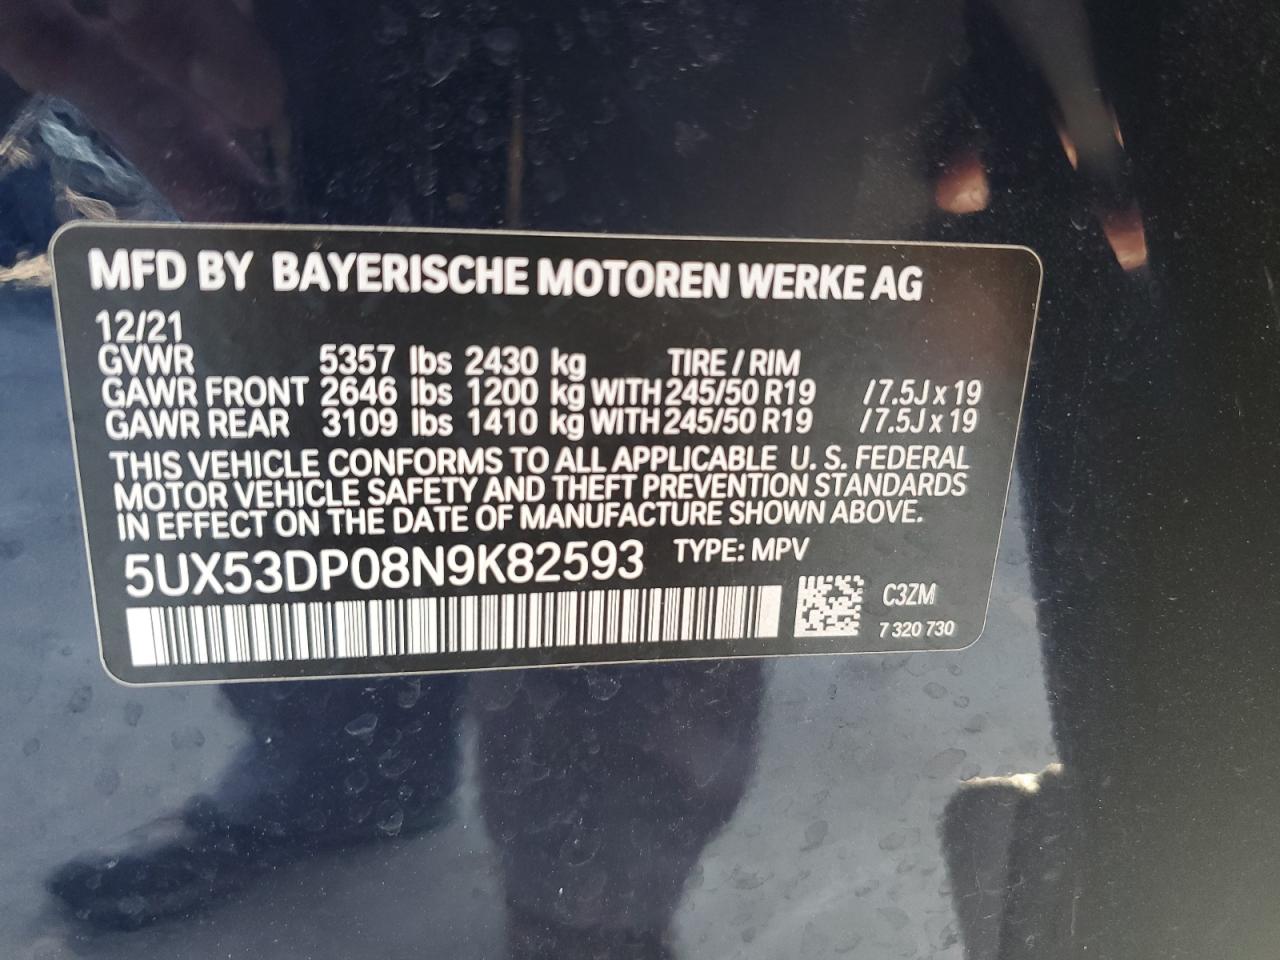 MFD BY BAYERISCHE MOTOREN WERKE AG
12/21
GVWR 5357 lbs 2430 kg TIRE / RIM
GAWR FRONT 2646 lbs 1200 kg WITH 245/50 R19 / 7.5J x 19
GAWR REAR 3109 lbs 1410 kg WITH 245/50 R19 / 7.5J x 19
THIS VEHICLE CONFORMS TO ALL APPLICABLE U. S. FEDERAL
MOTOR VEHICLE SAFETY AND THEFT PREVENTION STANDARDS
IN EFFECT ON THE DATE OF MANUFACTURE SHOWN ABOVE.
5UX53DP08N9K82593 TYPE: MPV
C3ZM
7 320 730